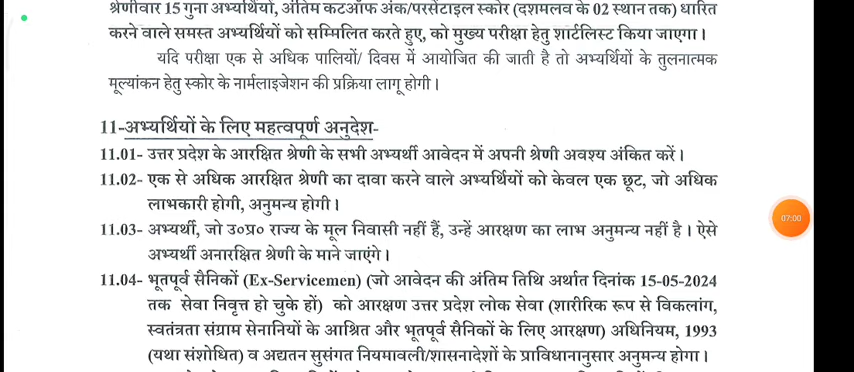 श्रेणीवार 15 गुना अभ्यर्थियों, अंतिम कटऑफ अंक/परसेंटाइल स्कोर (दशमलव के 02 स्थान तक) धारित
करने वाले समस्त अभ्यर्थियों को सम्मिलित करते हुए, को मुख्य परीक्षा हेतु शार्टलिस्ट किया जाएगा।
यदि परीक्षा एक से अधिक पालियों/ दिवस में आयोजित की जाती है तो अभ्यर्थियों के तुलनात्मक
मूल्यांकन हेतु स्कोर के नार्मलाइजेशन की प्रक्रिया लागू होगी।
11-अभ्यर्थियों के लिए महत्वपूर्ण अनुदेश-
11.01- उत्तर प्रदेश के आरक्षित श्रेणी के सभी अभ्यर्थी आवेदन में अपनी श्रेणी अवश्य अंकित करें।
11.02- एक से अधिक आरक्षित श्रेणी का दावा करने वाले अभ्यर्थियों को केवल एक छूट, जो अधिक
लाभकारी होगी, अनुमन्य होगी।
07:00
11.03- अभ्यर्थी, जो उ०प्र० राज्य के मूल निवासी नहीं हैं, उन्हें आरक्षण का लाभ अनुमन्य नहीं है। ऐसे
अभ्यर्थी अनारक्षित श्रेणी के माने जाएंगे।
11.04- भूतपूर्व सैनिकों (Ex-Servicemen) (जो आवेदन की अंतिम तिथि अर्थात दिनांक 15-05-2024
तक सेवा निवृत्त हो चुके हों) को आरक्षण उत्तर प्रदेश लोक सेवा (शारीरिक रूप से विकलांग,
स्वतंत्रता संग्राम सेनानियों के आश्रित और भूतपूर्व सैनिकों के लिए आरक्षण) अधिनियम, 1993
(यथा संशोधित) व अद्यतन सुसंगत नियमावली/शासनादेशों के प्राविधानानुसार अनुमन्य होगा।